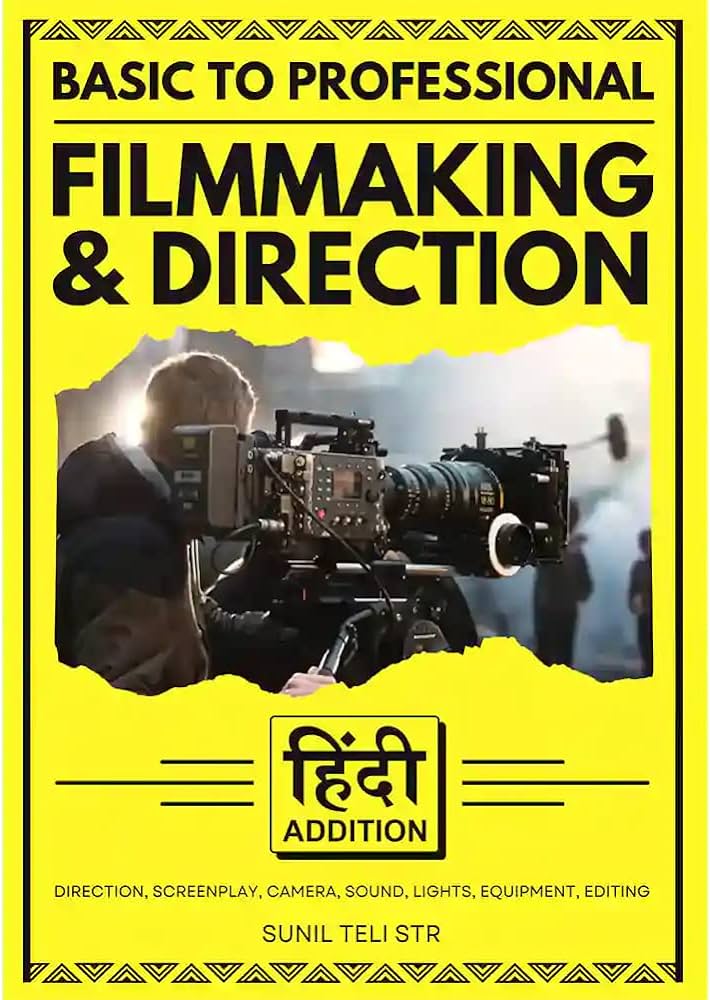 BASIC TO PROFESSIONAL
FILMMAKING
& DIRECTION
हिंदी
ADDITION
DIRECTION, SCREENPLAY, CAMERA, SOUND, LIGHTS, EQUIPMENT, EDITING
SUNIL TELI STR